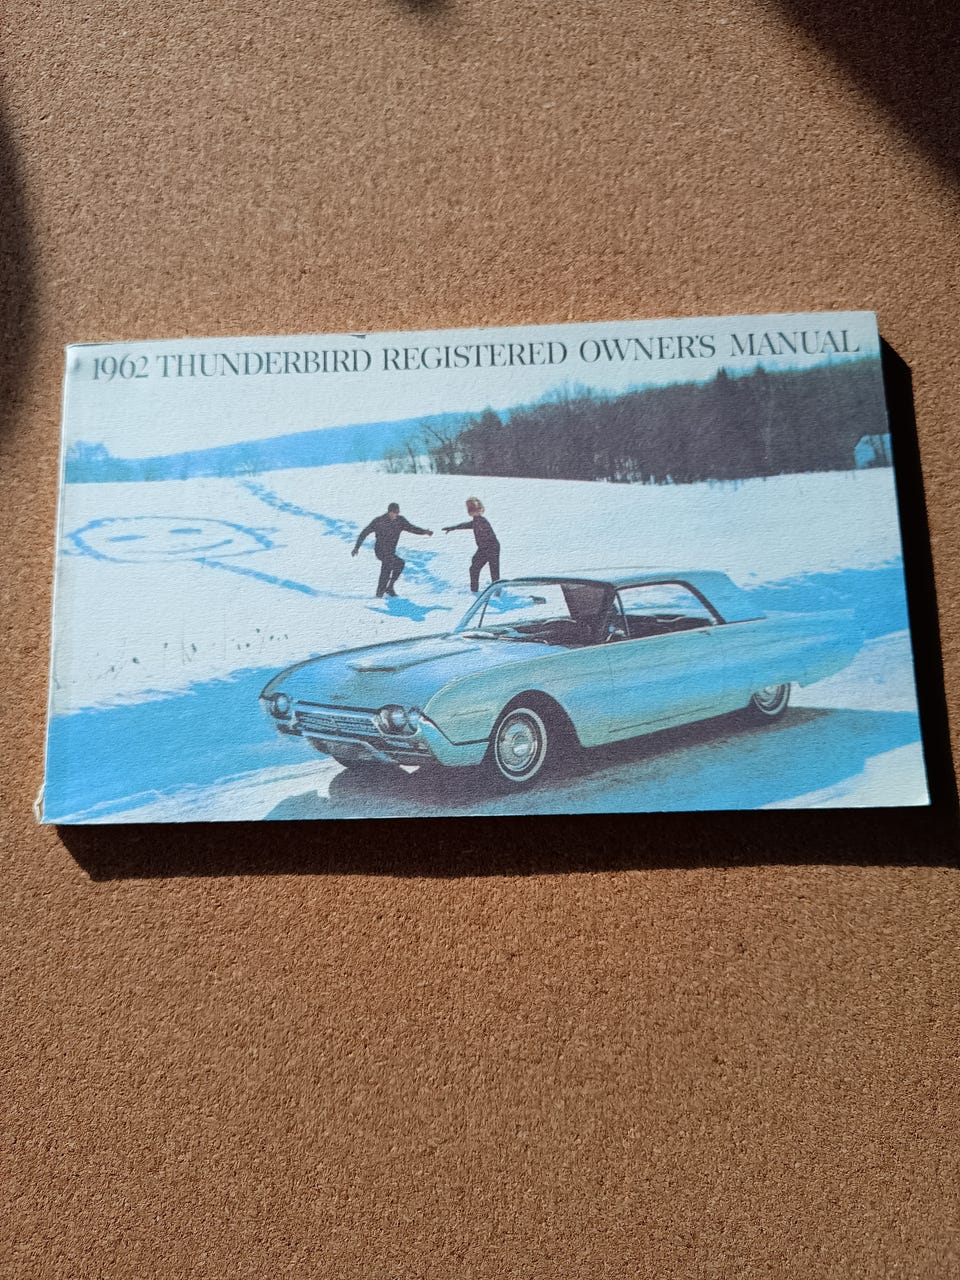 1962 THUNDERBIRD REGISTERED OWNER'S MANUAL